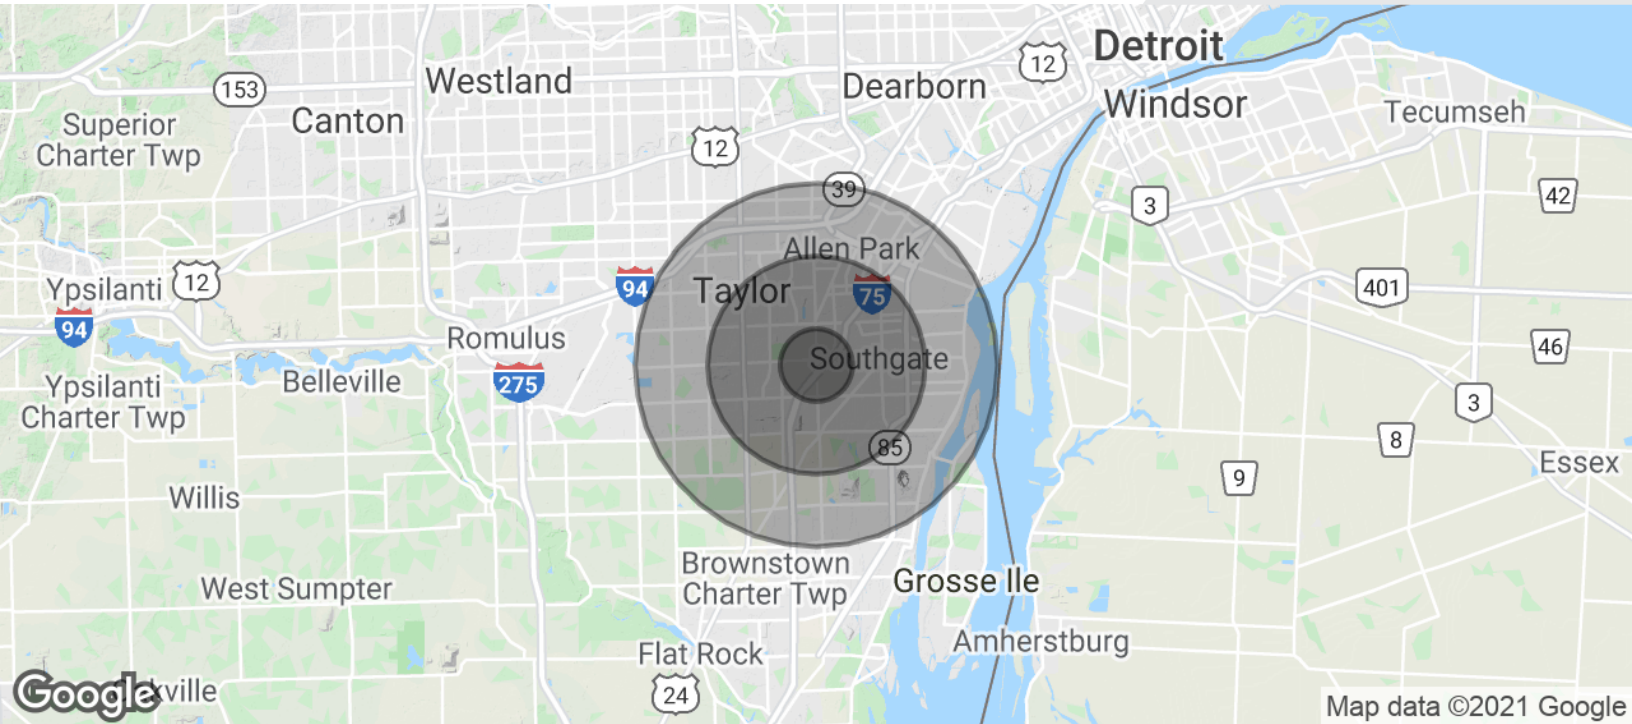 Detroit
12
Westland
153
Dearborn
Windsor
Tecumseh
Canton
Superior
Charter Twp
12
39
42
3
Allen Park
12
Ypsilanti
94
Taylor
75
401
94
Romulus
46
Southgate
Belleville
275
Ypsilanti
Charter Twp
3
85
8
Essex
9
Willis
Brownstown
Charter Twp
Grosse Ile
West Sumpter
Amherstburg
Flat Rock
24
Google
Map data ©2021 Google